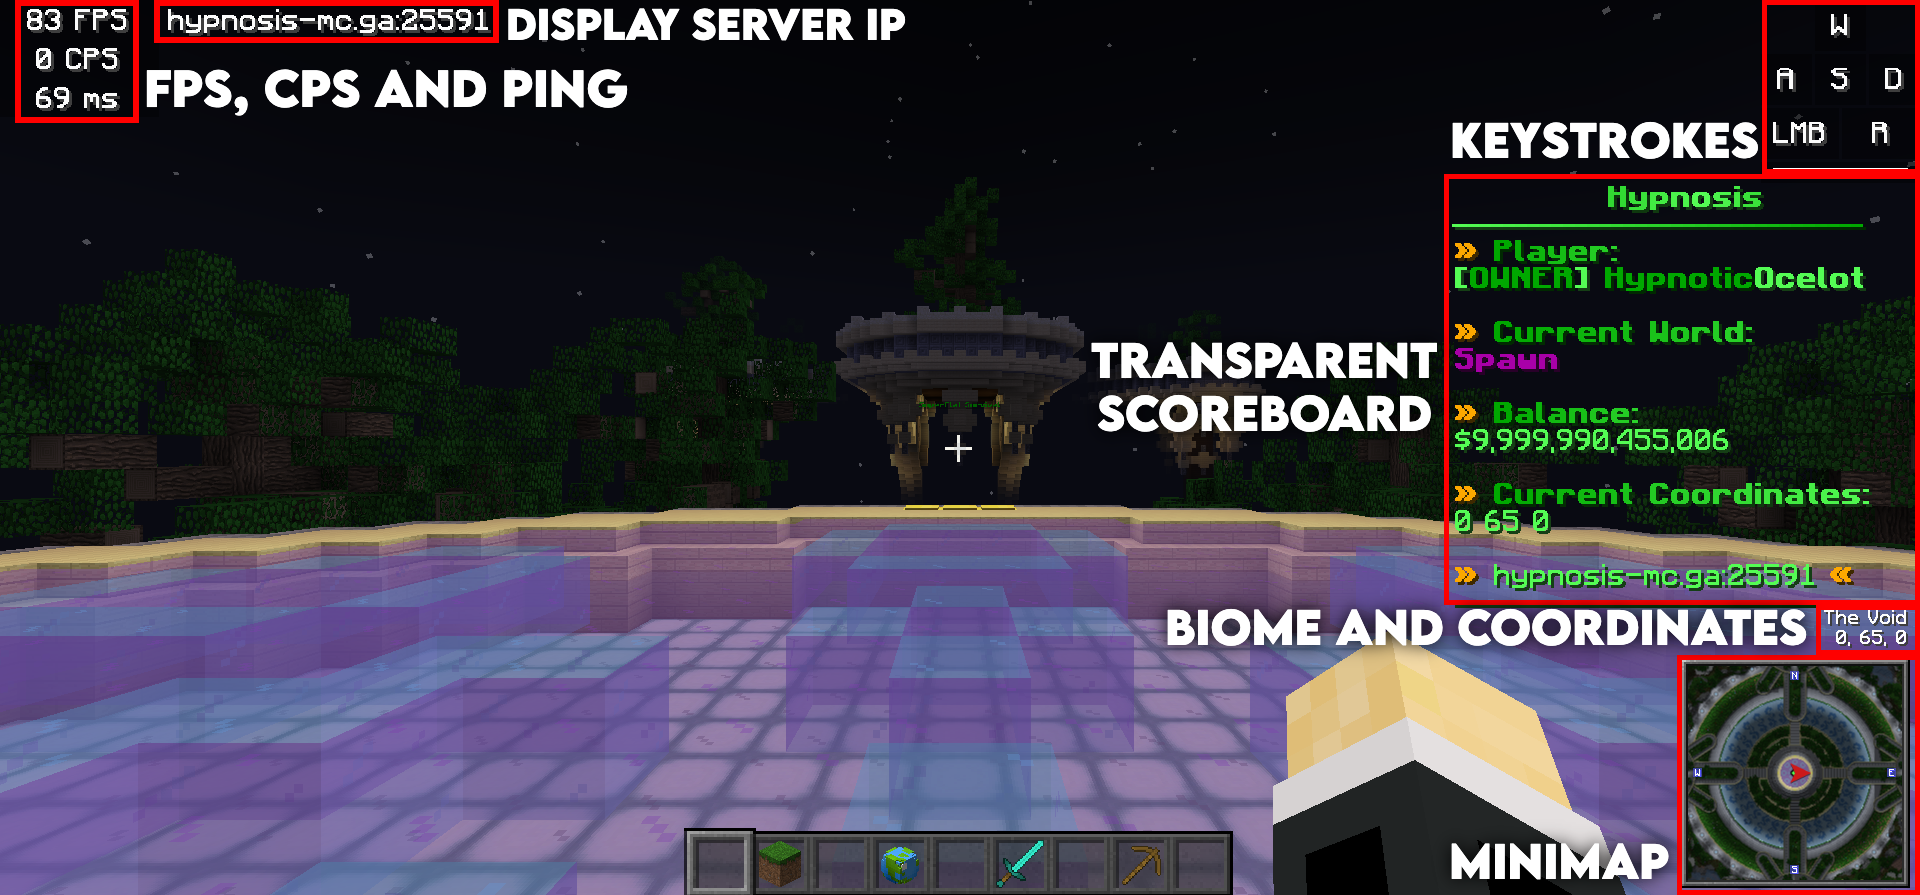 83 FPS
0 CPS
69 ms
hypnosis-mc.ga:25591
DISPLAY SERVER IP
FPS, CPS AND PING
W
A S D
LMB R
KEYSTROKES
Hypnosis
» Player:
[OWNER] HypnoticOcelot
» Current World:
Spawn
» Balance:
$9,999,990,455,006
» Current Coordinates:
0 65 0
» hypnosis-mc.ga:25591 «
TRANSPARENT
SCOREBOARD
BIOME AND COORDINATES
The Void
0, 65, 0
N
W E
S
MINIMAP